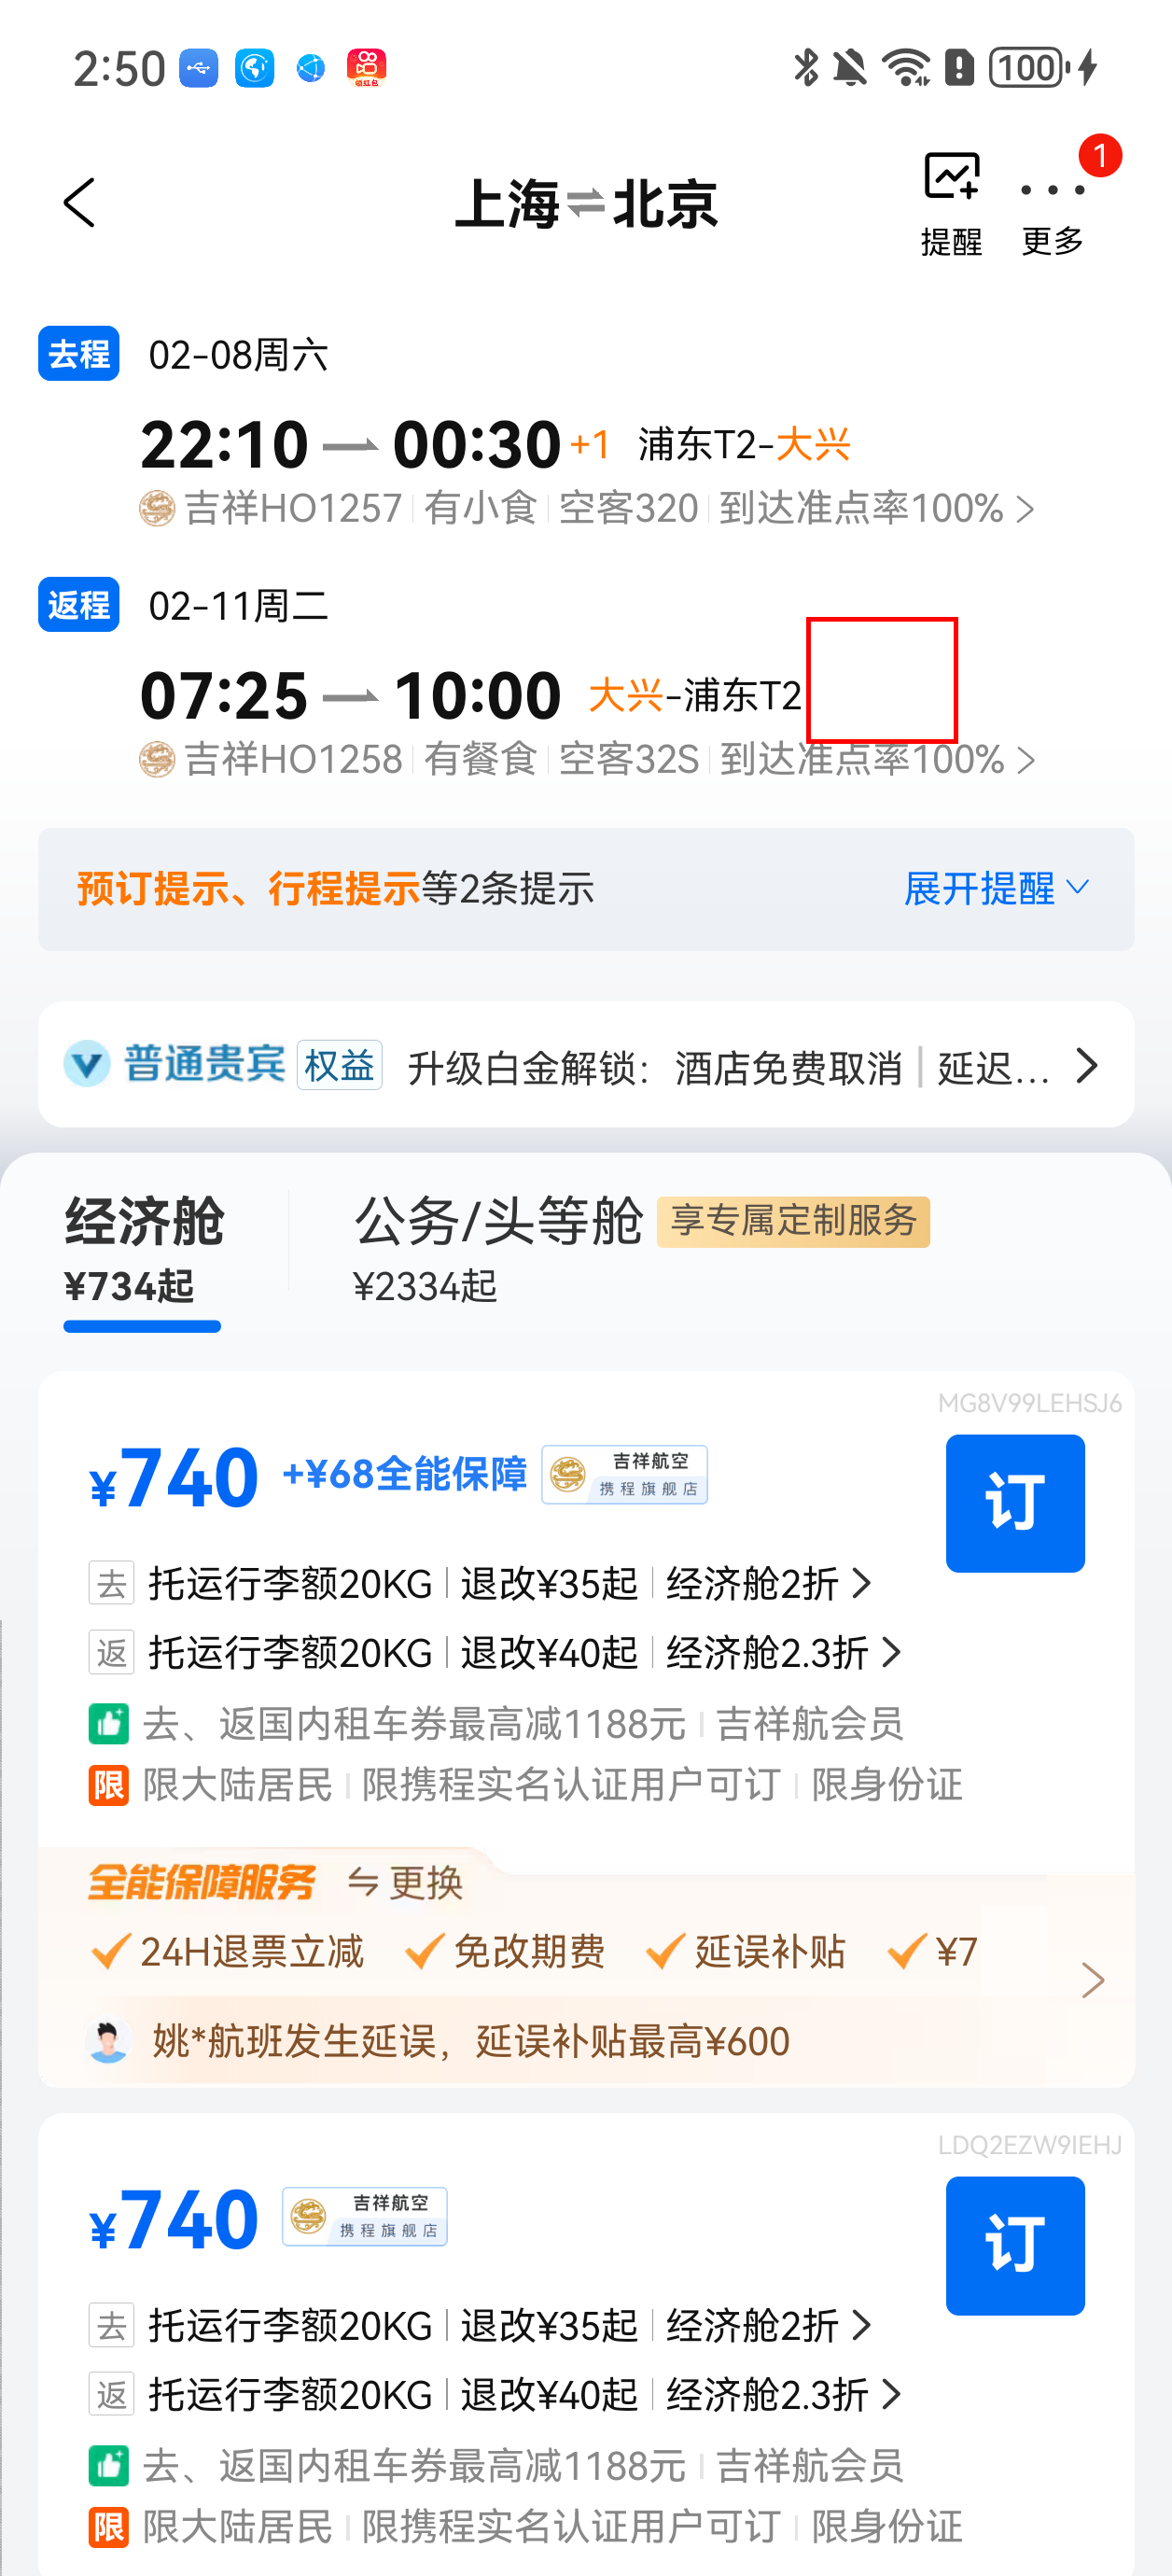 2:50 领红包 100
上海⇌北京 提醒 更多 1
去程 02-08周六
22:10 00:30 +1 浦东T2-大兴
吉祥HO1257 有小食 空客320 到达准点率100%
返程 02-11周二
07:25 10:00 大兴-浦东T2
吉祥HO1258 有餐食 空客32S 到达准点率100%
预订提示、行程提示等2条提示 展开提醒
普通贵宾 权益 升级白金解锁：酒店免费取消 | 延迟...
经济舱 公务/头等舱 享专属定制服务
¥734起 ¥2334起
MG8V99LEHSJ6
¥740 +¥68全能保障 吉祥航空 携程旗舰店 订
去 托运行李额20KG 退改¥35起 经济舱2折
返 托运行李额20KG 退改¥40起 经济舱2.3折
去、返国内租车券最高减1188元 吉祥航会员
限 限大陆居民 限携程实名认证用户可订 限身份证
全能保障服务 更换
24H退票立减 免改期费 延误补贴 ¥7
姚*航班发生延误，延误补贴最高¥600
LDQ2EZW9IEHJ
¥740 吉祥航空 携程旗舰店 订
去 托运行李额20KG 退改¥35起 经济舱2折
返 托运行李额20KG 退改¥40起 经济舱2.3折
去、返国内租车券最高减1188元 吉祥航会员
限 限大陆居民 限携程实名认证用户可订 限身份证